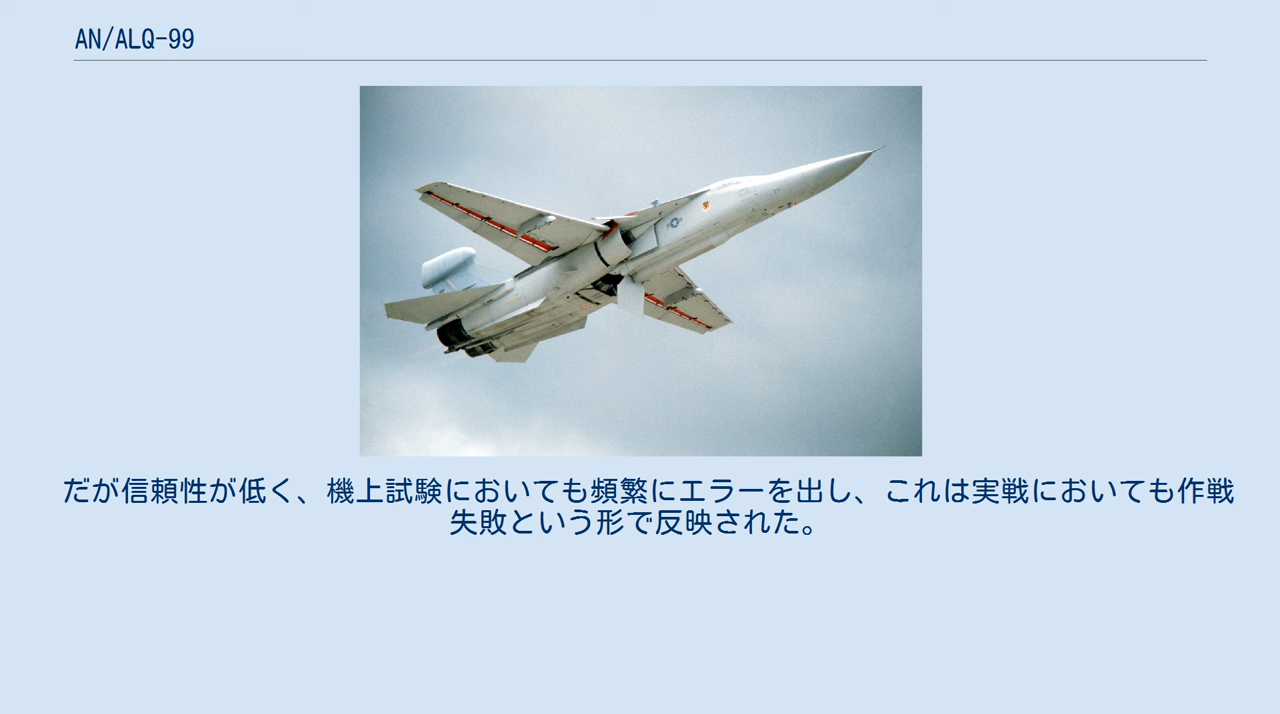 AN/ALQ-99
だが信頼性が低く、機上試験においても頻繁にエラーを出し、これは実戦においても作戦
失敗という形で反映された。